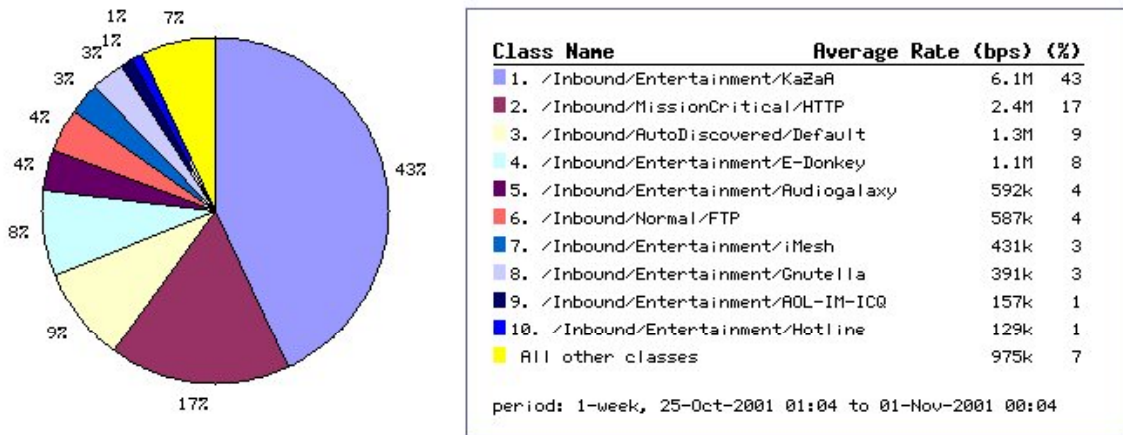 1%
7%
1%
3%
3%
4%
4%
8%
9%
17%
43%
Class Name Average Rate (bps) (%)
1. /Inbound/Entertainment/KaZaA 6.1M 43
2. /Inbound/MissionCritical/HTTP 2.4M 17
3. /Inbound/AutoDiscovered/Default 1.3M 9
4. /Inbound/Entertainment/E-Donkey 1.1M 8
5. /Inbound/Entertainment/Audiogalaxy 592k 4
6. /Inbound/Normal/FTP 587k 4
7. /Inbound/Entertainment/iMesh 431k 3
8. /Inbound/Entertainment/Gnutella 391k 3
9. /Inbound/Entertainment/AOL-IM-ICQ 157k 1
10. /Inbound/Entertainment/Hotline 129k 1
All other classes 975k 7
period: 1-week, 25-Oct-2001 01:04 to 01-Nov-2001 00:04